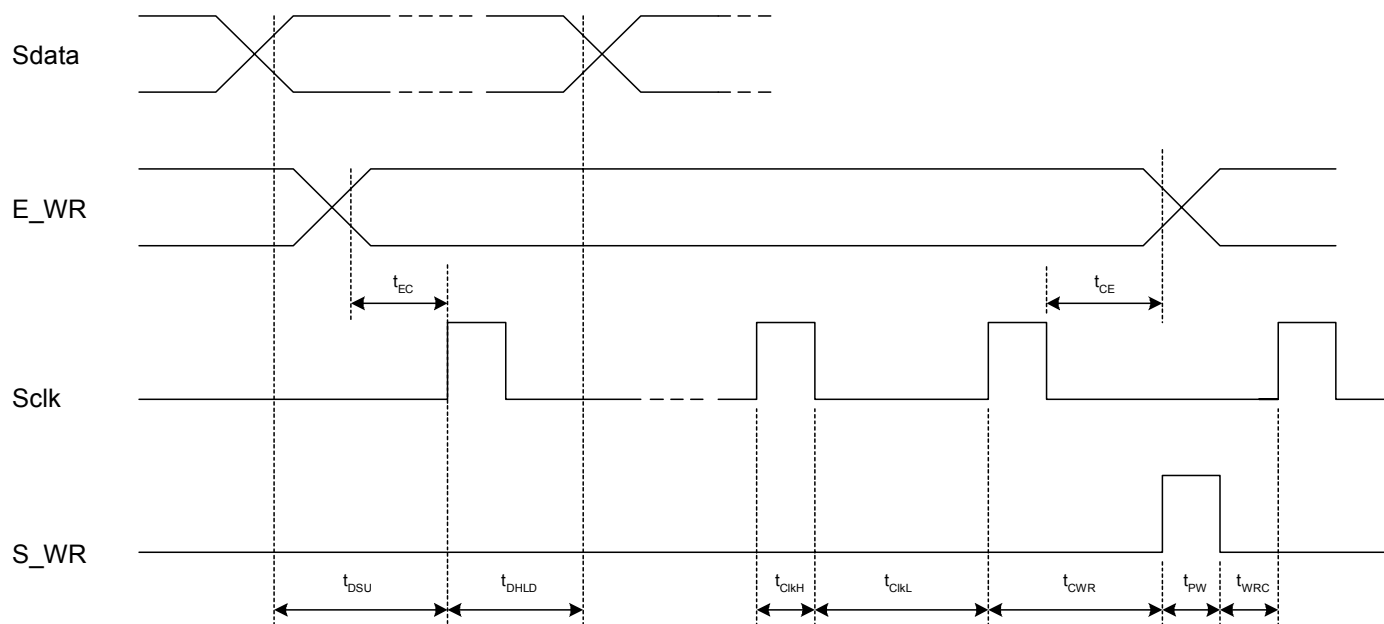 Sdata
E_WR
t_EC
t_CE
Sclk
S_WR
t_DSU t_DHLD t_ClkH t_ClkL t_CWR t_PW t_WRC